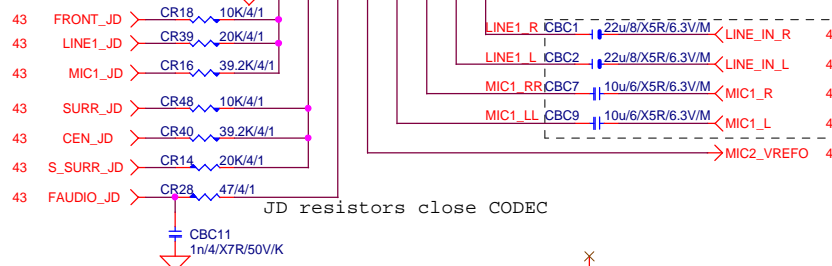 43 FRONT_JD CR18 10K/4/1
43 LINE1_JD CR39 20K/4/1
43 MIC1_JD CR16 39.2K/4/1
43 SURR_JD CR48 10K/4/1
43 CEN_JD CR40 39.2K/4/1
43 S_SURR_JD CR14 20K/4/1
43 FAUDIO_JD CR28 47/4/1
CBC11
1n/4/X7R/50V/K
JD resistors close CODEC
LINE1_R CBC1 22u/8/X5R/6.3V/M LINE_IN_R 4
LINE1_L CBC2 22u/8/X5R/6.3V/M LINE_IN_L 4
MIC1_RR CBC7 10u/6/X5R/6.3V/M MIC1_R 4
MIC1_LL CBC9 10u/6/X5R/6.3V/M MIC1_L 4
MIC2_VREFO 4